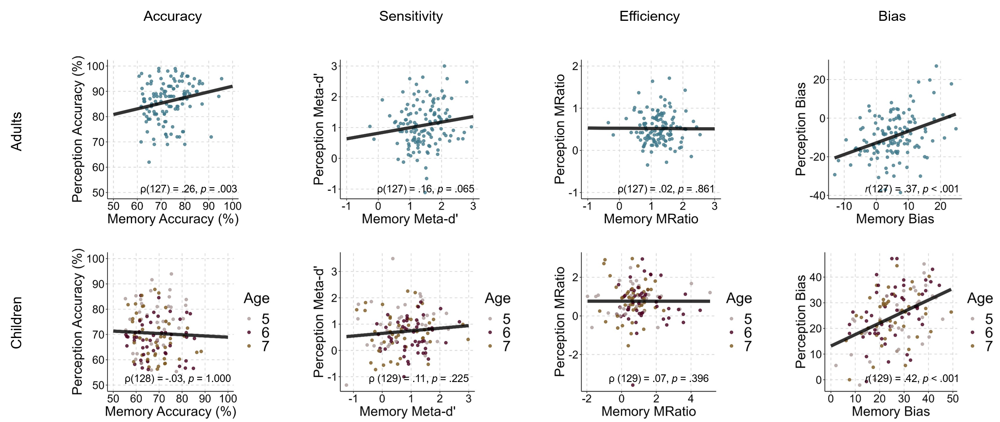 Accuracy
Sensitivity
Efficiency
Bias
Adults
Perception Accuracy (%)
100
90
80
70
60
50
ρ(127) = .26, p = .003
50 60 70 80 90 100
Memory Accuracy (%)
Perception Meta-d'
3
2
1
0
-1
ρ(127) = .16, p = .065
-1 0 1 2 3
Memory Meta-d'
Perception MRatio
2
1
0
-1
ρ(127) = .02, p = .861
-1 0 1 2 3
Memory MRatio
Perception Bias
20
0
-20
-40
r(127) = .37, p < .001
-10 0 10 20
Memory Bias
Children
Perception Accuracy (%)
100
90
80
70
60
50
ρ(128) = -.03, p = 1.000
50 60 70 80 90 100
Memory Accuracy (%)
Age
5
6
7
Perception Meta-d'
3
2
1
0
-1
ρ (129) = .11, p = .225
-1 0 1 2 3
Memory Meta-d'
Age
5
6
7
Perception MRatio
2
0
-2
ρ (129) = .07, p = .396
-2 0 2 4
Memory MRatio
Age
5
6
7
Perception Bias
40
30
20
10
0
r(129) = .42, p < .001
0 10 20 30 40 50
Memory Bias
Age
5
6
7